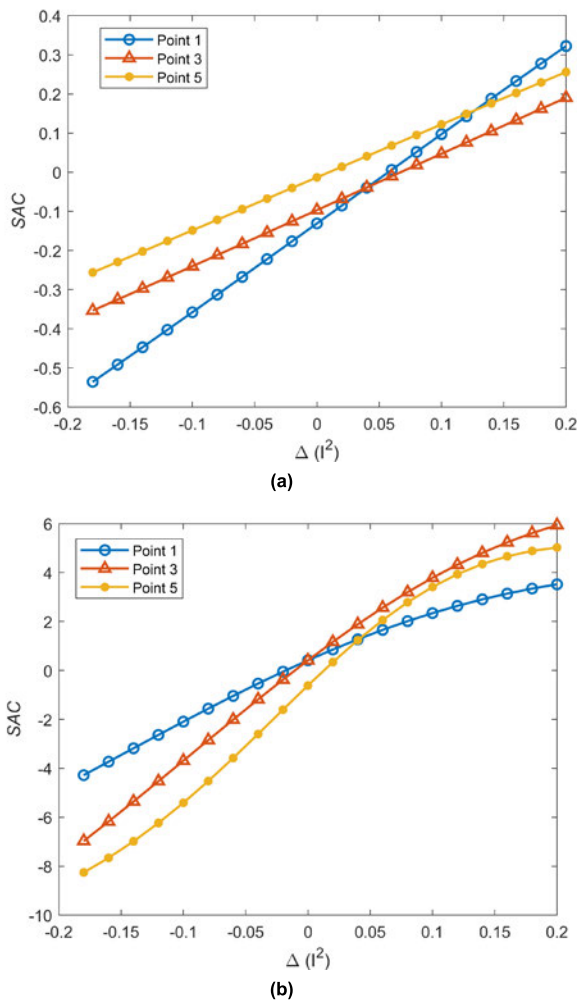 0.4
0.3
0.2
0.1
0
-0.1
-0.2
-0.3
-0.4
-0.5
-0.6
SAC
Point 1
Point 3
Point 5
-0.2 -0.15 -0.1 -0.05 0 0.05 0.1 0.15 0.2
Δ (I²)
(a)
6
4
2
0
-2
-4
-6
-8
-10
SAC
Point 1
Point 3
Point 5
-0.2 -0.15 -0.1 -0.05 0 0.05 0.1 0.15 0.2
Δ (I²)
(b)